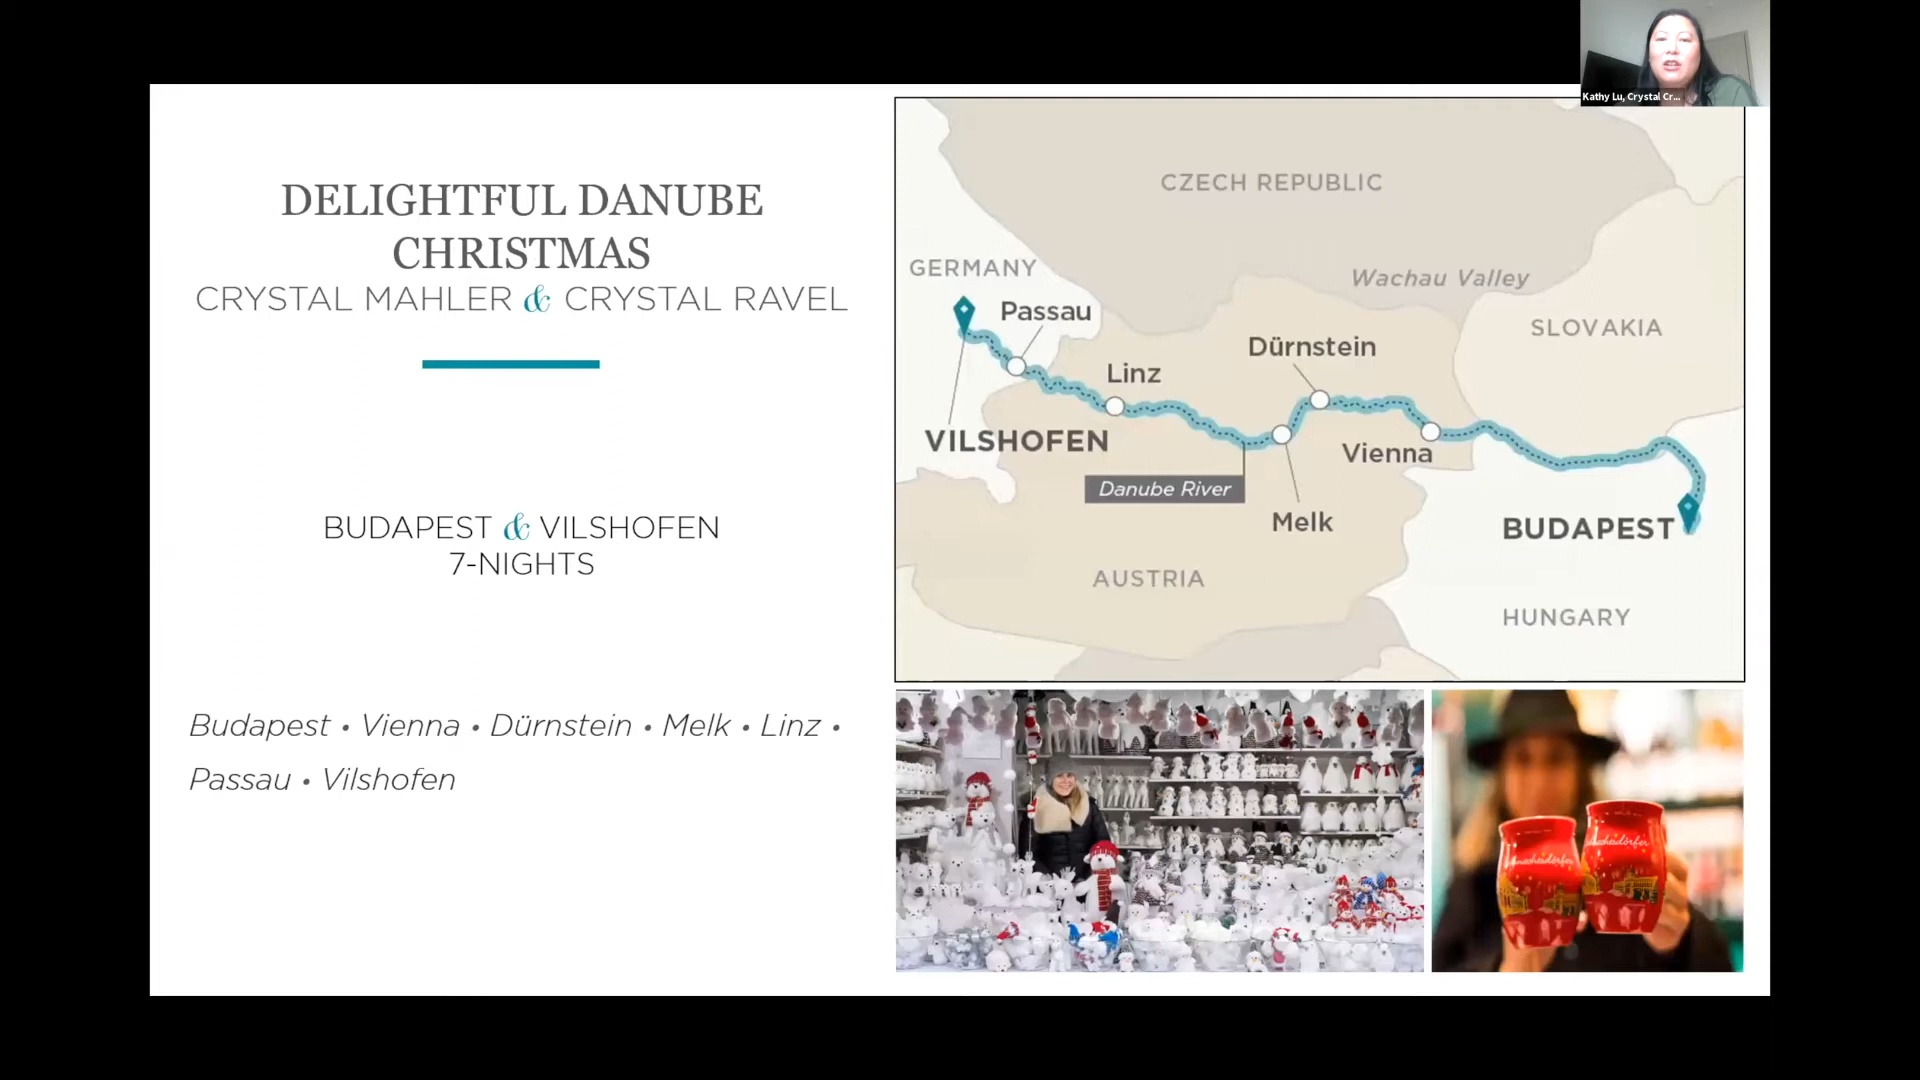 Kathy Lu, Crystal Cr...
DELIGHTFUL DANUBE
CHRISTMAS
CRYSTAL MAHLER & CRYSTAL RAVEL
BUDAPEST & VILSHOFEN
7-NIGHTS
Budapest • Vienna • Dürnstein • Melk • Linz •
Passau • Vilshofen
CZECH REPUBLIC
GERMANY
Wachau Valley
Passau
SLOVAKIA
Dürnstein
Linz
VILSHOFEN
Vienna
Danube River
Melk
BUDAPEST
AUSTRIA
HUNGARY